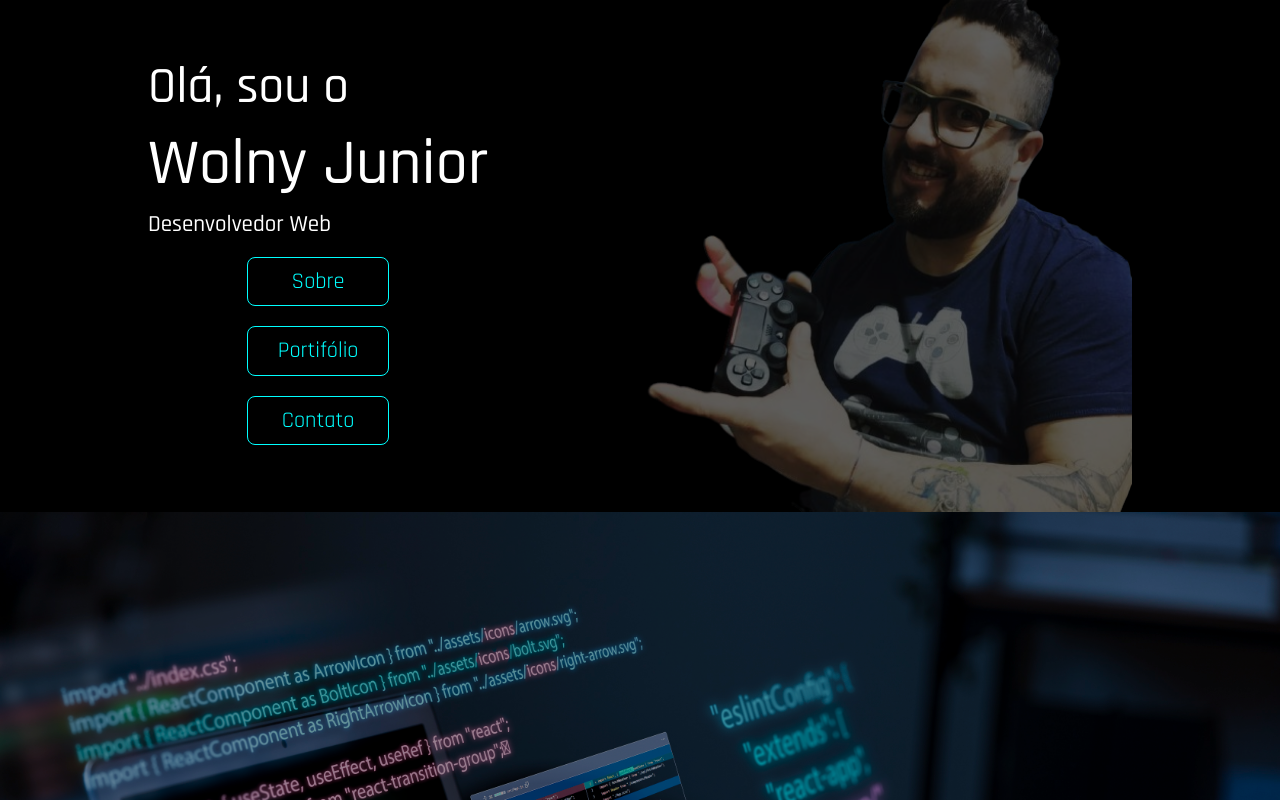 Olá, sou o
Wolny Junior
Desenvolvedor Web
Sobre
Portifólio
Contato
import "../index.css";
import { ReactComponent as ArrowIcon } from "../assets/icons/arrow.svg";
import { ReactComponent as BoltIcon } from "../assets/icons/bolt.svg";
import { ReactComponent as RightArrowIcon } from "../assets/icons/right-arrow.svg";
useState, useEffect, useRef } from "react";
from "react-transition-group";
"eslintConfig": {
"extends": [
"react-app",